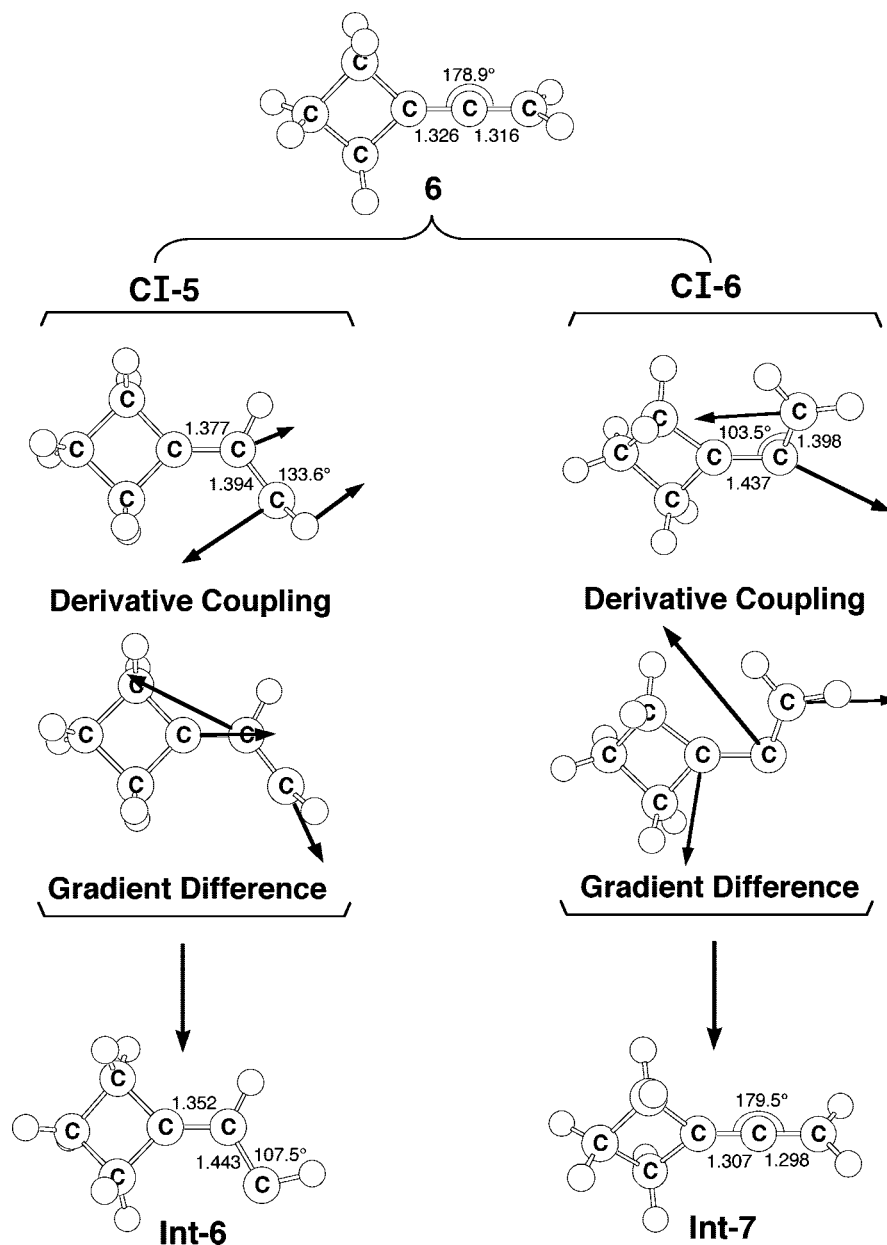 178.9°
C C C C
C C
1.326 1.316
C
6
CI-5 CI-6
C C C
1.377 103.5° 1.398
C C C C C C
1.394 133.6° 1.437
C C C
Derivative Coupling Derivative Coupling
C C C
C C C C C C
C C C
Gradient Difference Gradient Difference
C
1.352 179.5°
C C C C C C C
1.443 107.5° 1.307 1.298
C C C
Int-6 Int-7